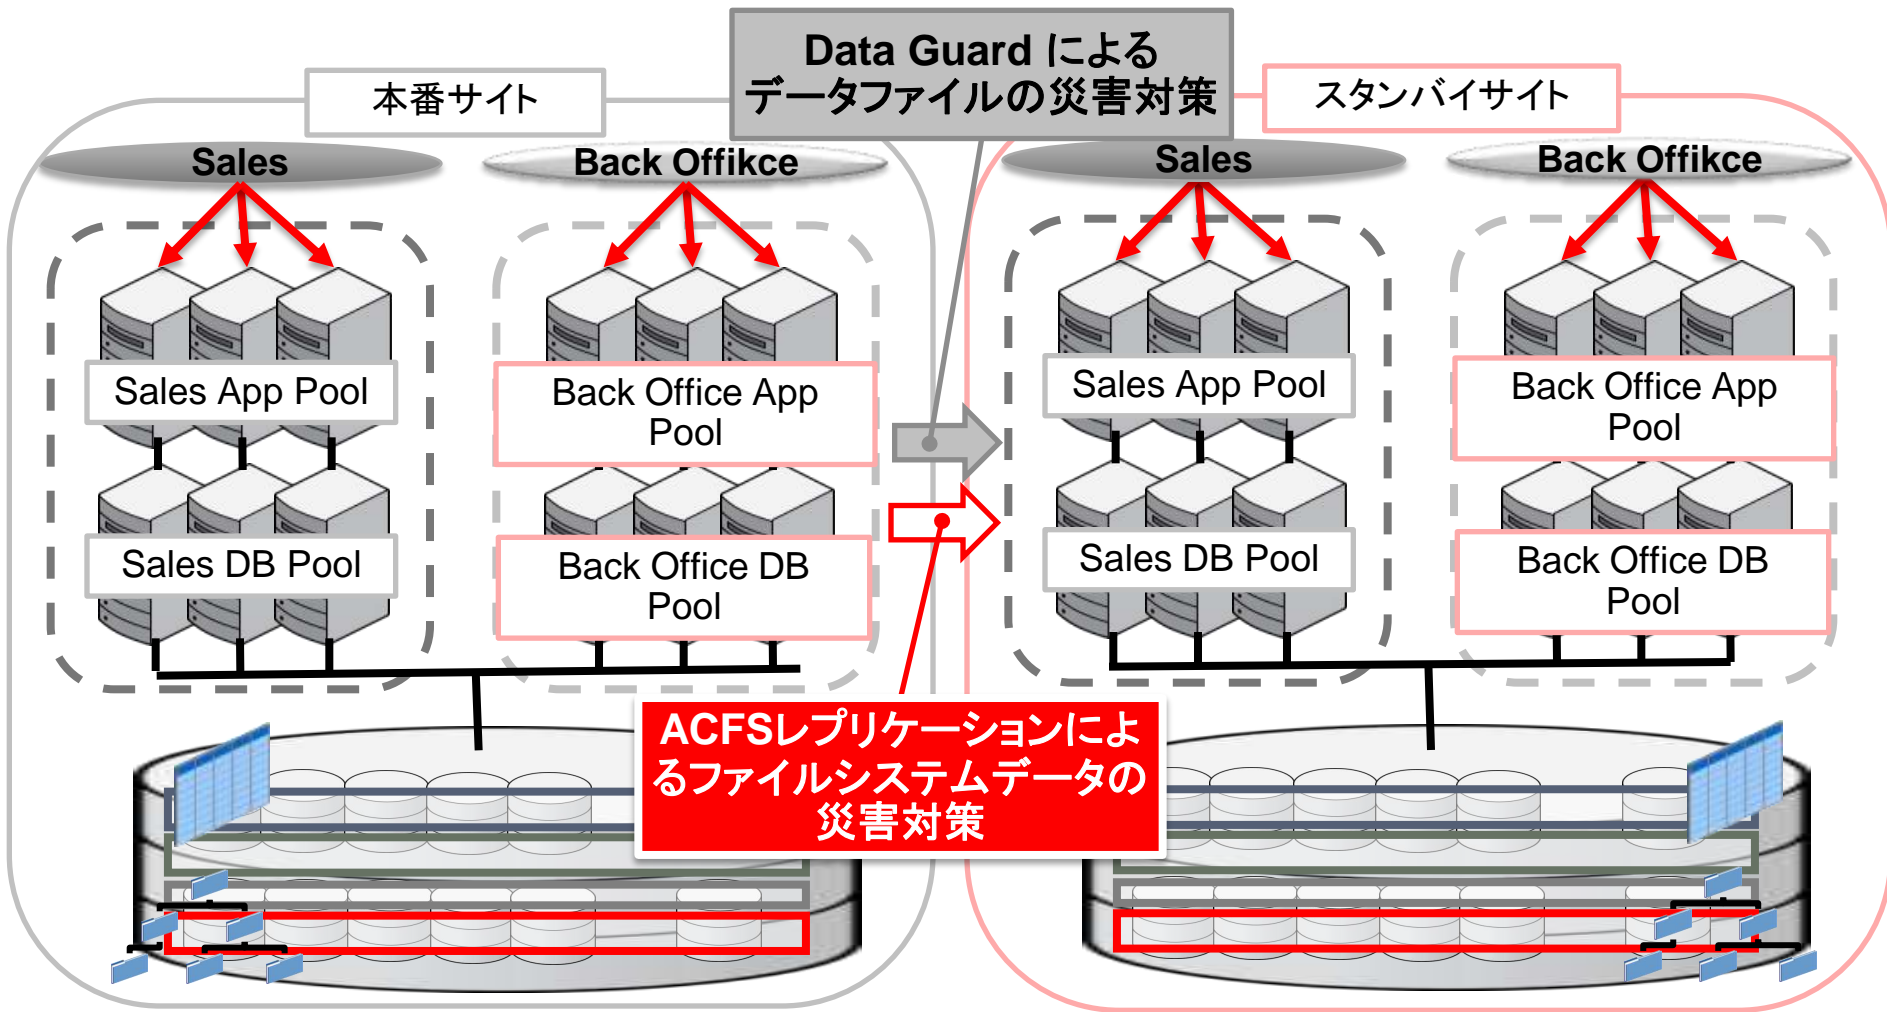 Data Guard による
データファイルの災害対策
本番サイト
スタンバイサイト
Sales
Back Offikce
Sales
Back Offikce
Sales App Pool
Back Office App
Pool
Sales App Pool
Back Office App
Pool
Sales DB Pool
Back Office DB
Pool
Sales DB Pool
Back Office DB
Pool
ACFSレプリケーションによ
るファイルシステムデータの
災害対策